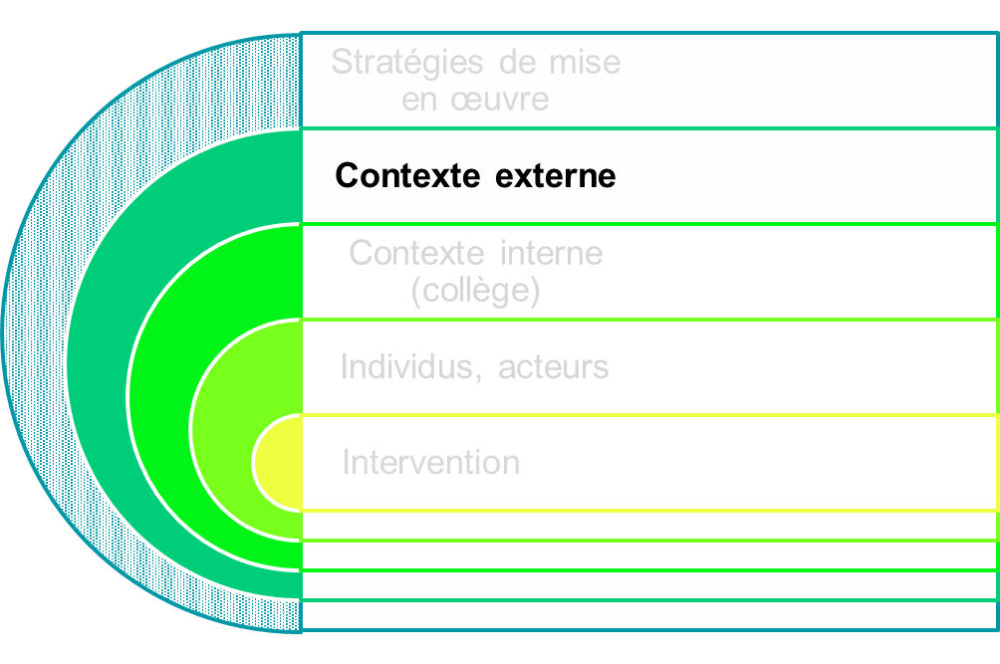 Stratégies de mise
en œuvre
Contexte externe
Contexte interne
(collège)
Individus, acteurs
Intervention